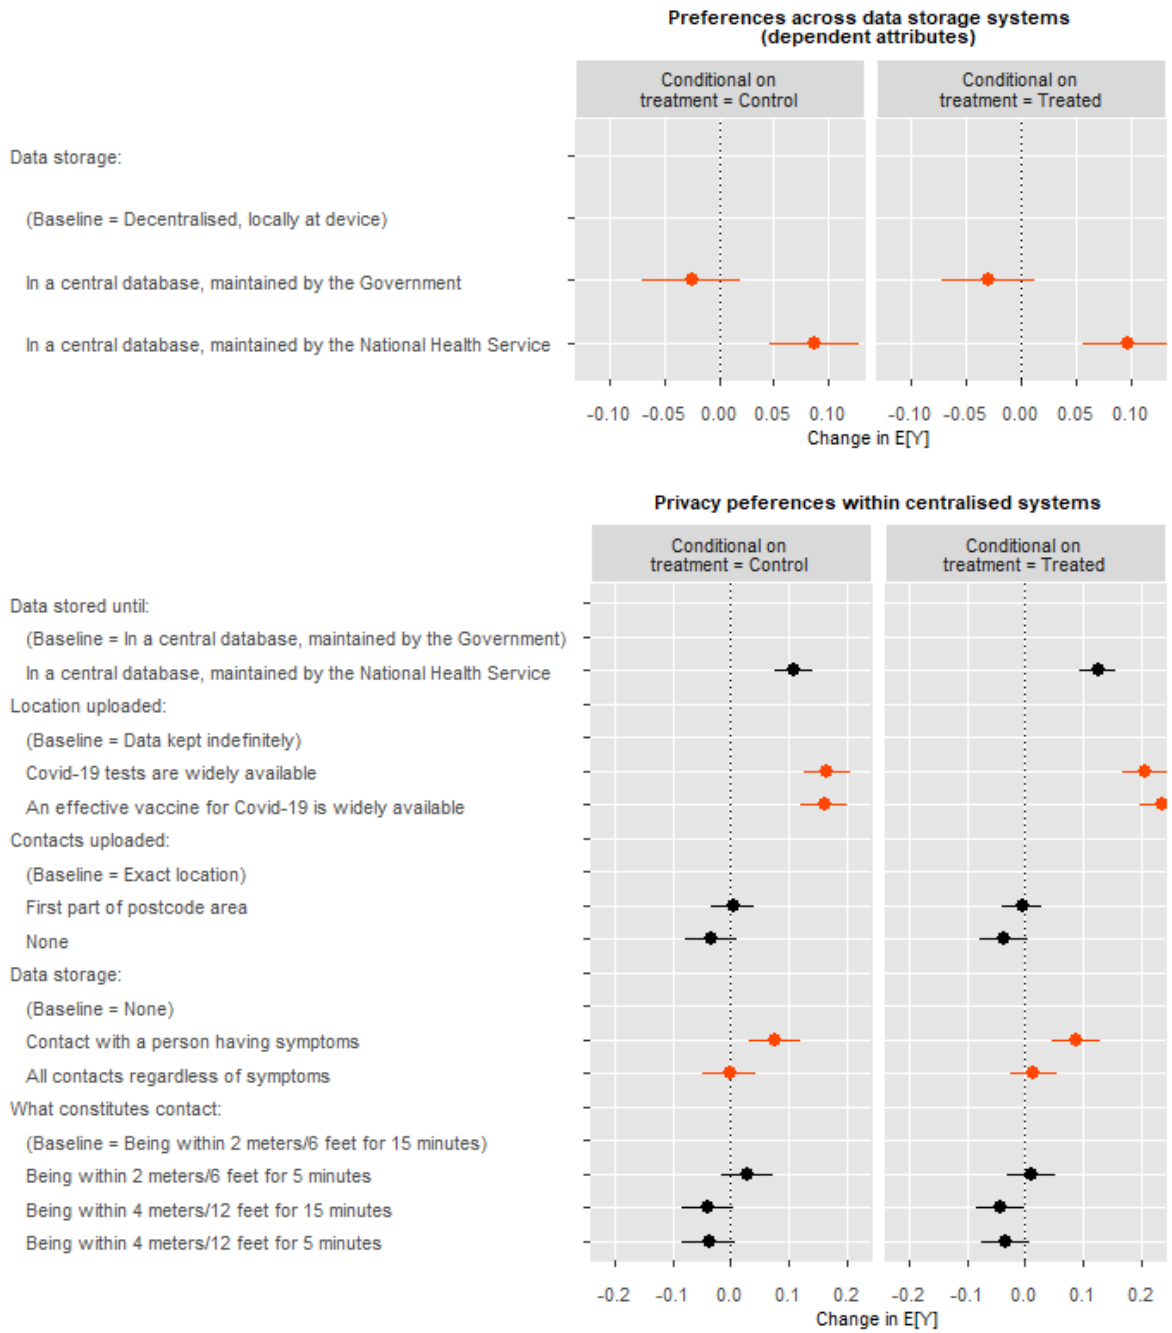 Preferences across data storage systems
(dependent attributes)
Conditional on
treatment = Control
Conditional on
treatment = Treated
Data storage:
(Baseline = Decentralised, locally at device)
In a central database, maintained by the Government
In a central database, maintained by the National Health Service
-0.10 -0.05 0.00 0.05 0.10
-0.10 -0.05 0.00 0.05 0.10
Change in E[Y]
Privacy peferences within centralised systems
Conditional on
treatment = Control
Conditional on
treatment = Treated
Data stored until:
(Baseline = In a central database, maintained by the Government)
In a central database, maintained by the National Health Service
Location uploaded:
(Baseline = Data kept indefinitely)
Covid-19 tests are widely available
An effective vaccine for Covid-19 is widely available
Contacts uploaded:
(Baseline = Exact location)
First part of postcode area
None
Data storage:
(Baseline = None)
Contact with a person having symptoms
All contacts regardless of symptoms
What constitutes contact:
(Baseline = Being within 2 meters/6 feet for 15 minutes)
Being within 2 meters/6 feet for 5 minutes
Being within 4 meters/12 feet for 15 minutes
Being within 4 meters/12 feet for 5 minutes
-0.2 -0.1 0.0 0.1 0.2
-0.2 -0.1 0.0 0.1 0.2
Change in E[Y]